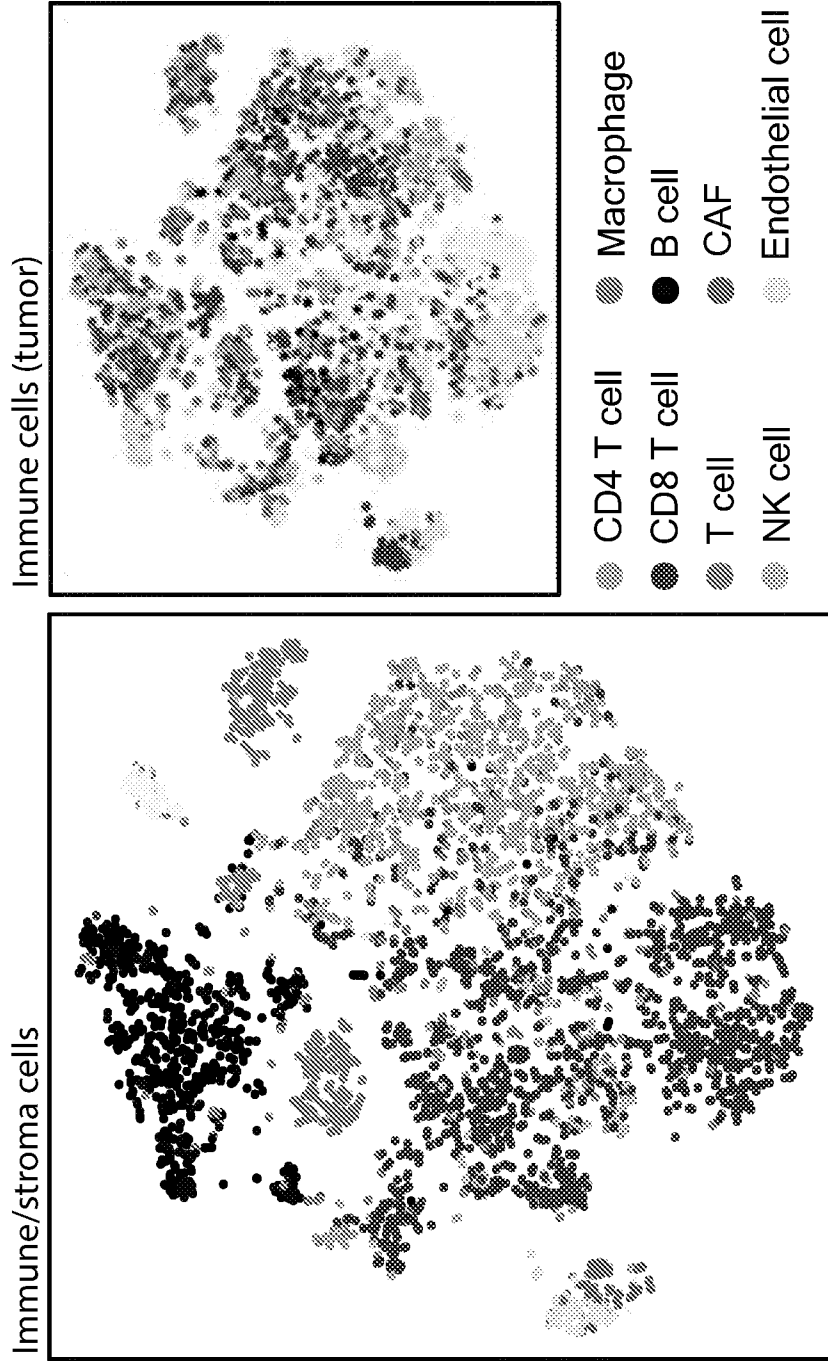 Immune/stroma cells
Immune cells (tumor)
CD4 T cell
CD8 T cell
T cell
NK cell
Macrophage
B cell
CAF
Endothelial cell